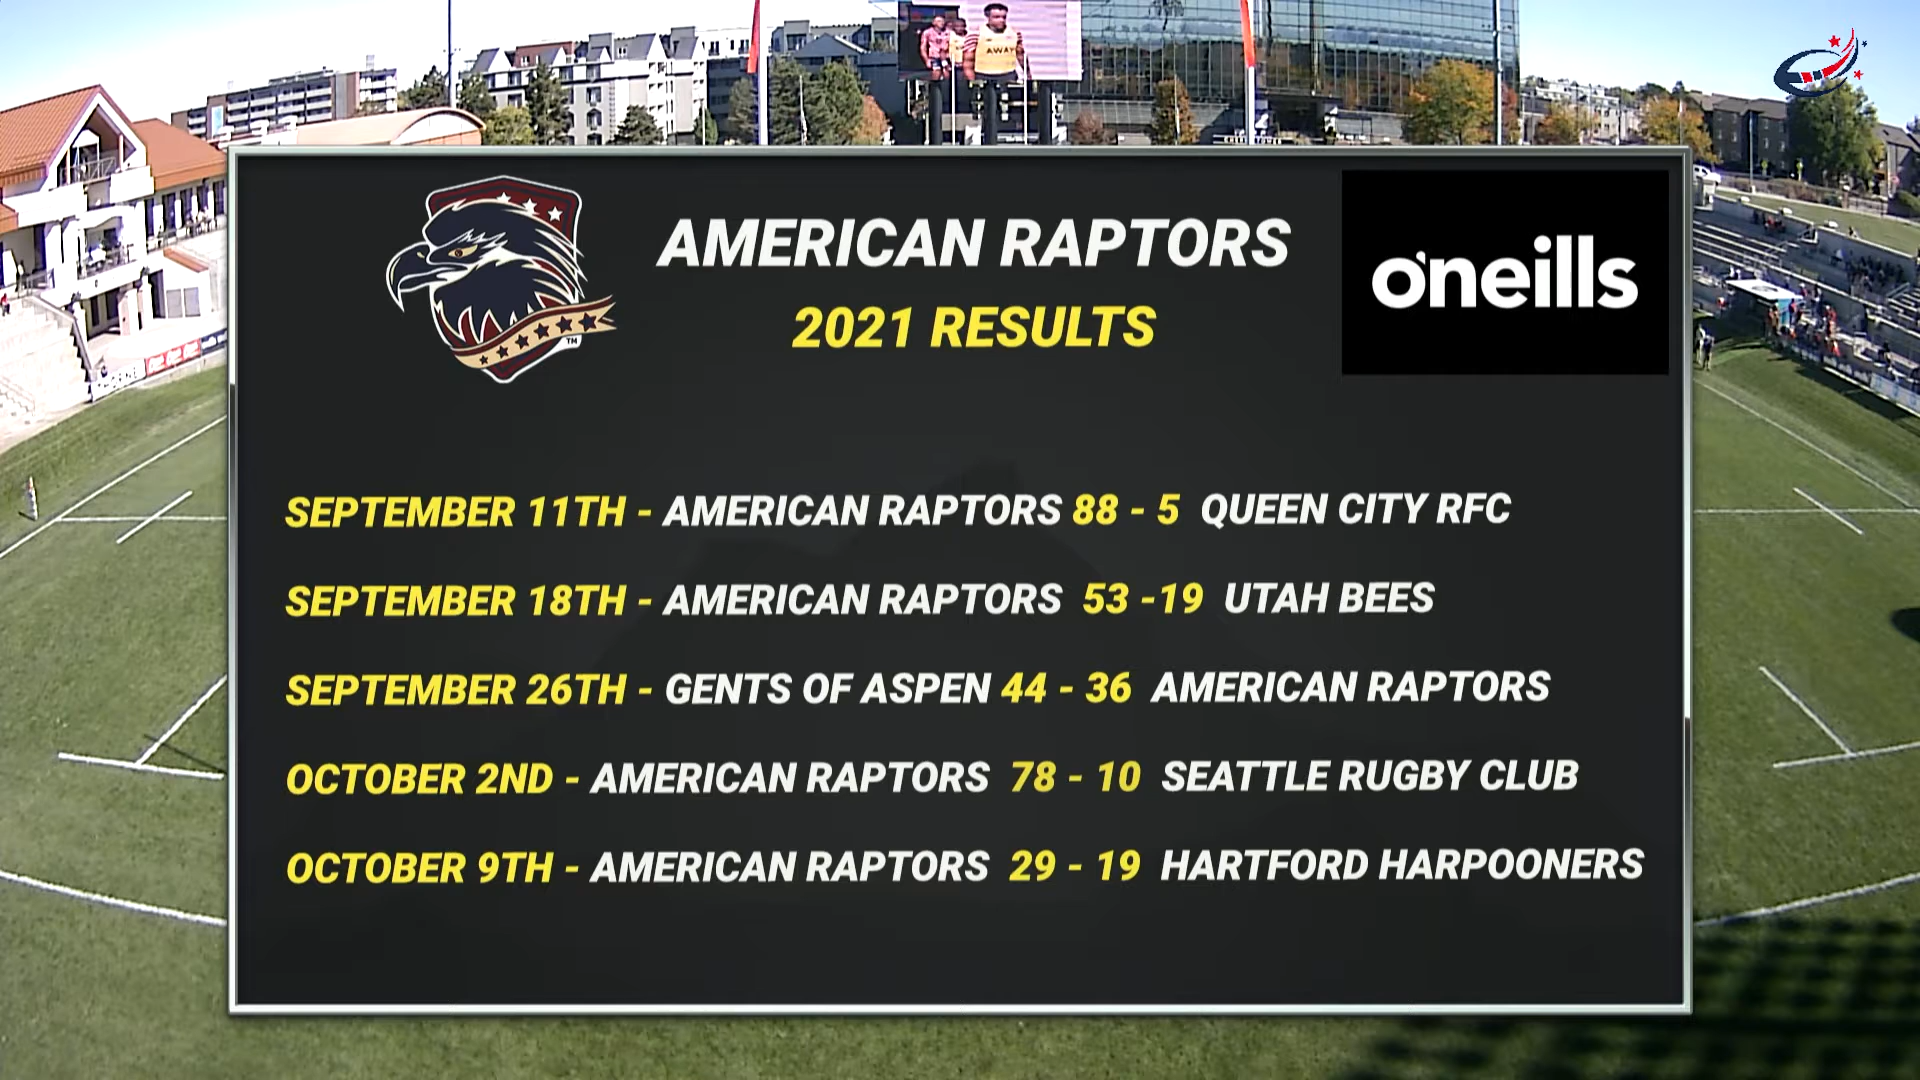 AWAY
AMERICAN RAPTORS
2021 RESULTS
o'neills
TM
SEPTEMBER 11TH - AMERICAN RAPTORS 88 - 5 QUEEN CITY RFC
SEPTEMBER 18TH - AMERICAN RAPTORS 53 -19 UTAH BEES
SEPTEMBER 26TH - GENTS OF ASPEN 44 - 36 AMERICAN RAPTORS
OCTOBER 2ND - AMERICAN RAPTORS 78 - 10 SEATTLE RUGBY CLUB
OCTOBER 9TH - AMERICAN RAPTORS 29 - 19 HARTFORD HARPOONERS